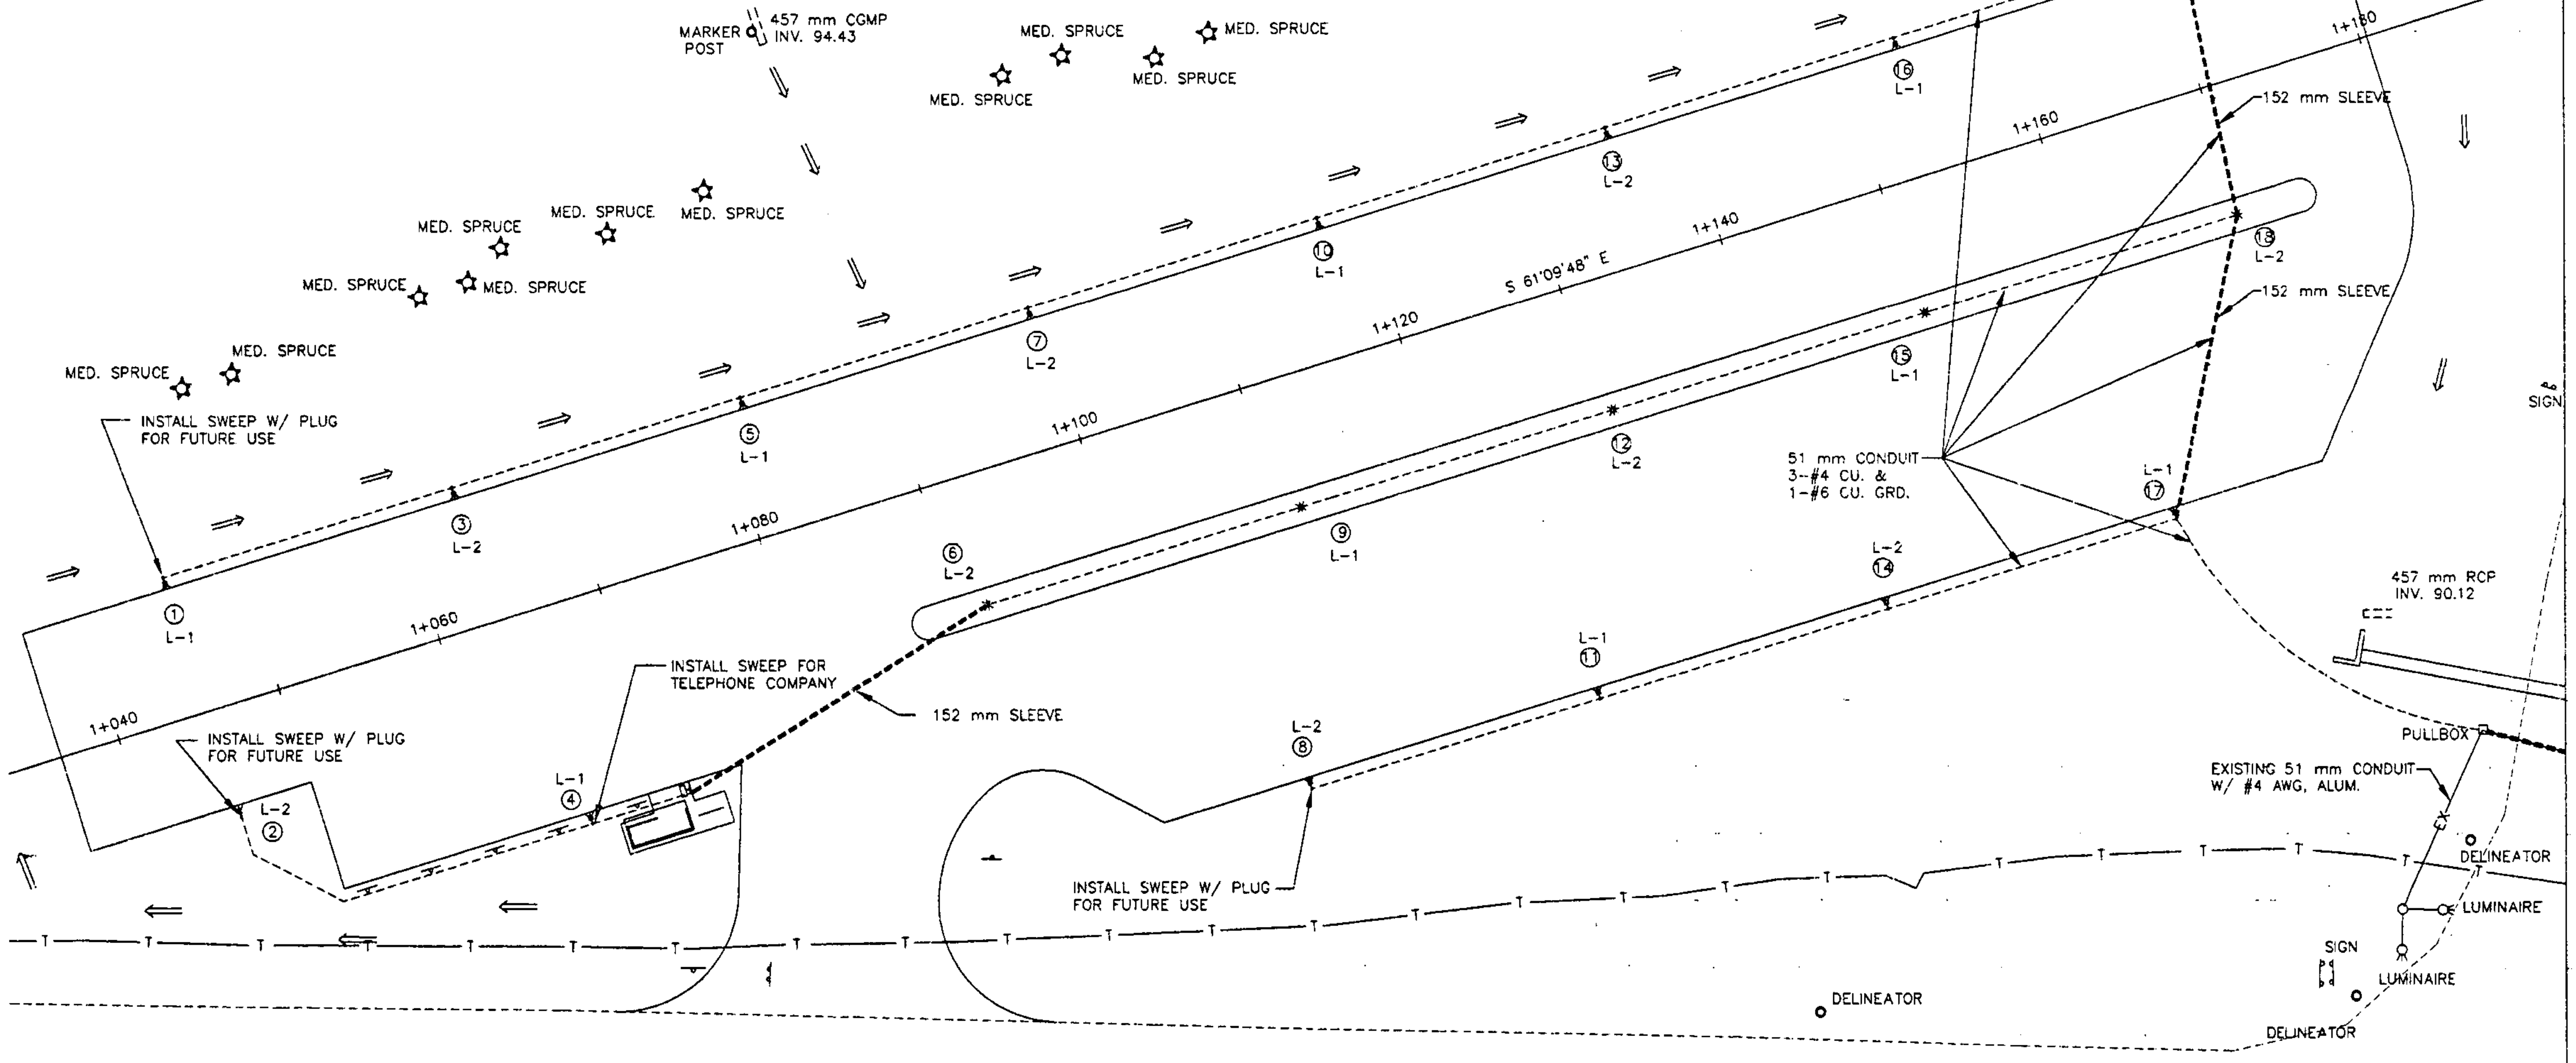 MARKER
POST
457 mm CGMP
INV. 94.43
MED. SPRUCE
MED. SPRUCE
MED. SPRUCE
MED. SPRUCE
1+180
16
L-1
152 mm SLEEVE
1+160
13
L-2
MED. SPRUCE
MED. SPRUCE
MED. SPRUCE
10
L-1
1+140
18
L-2
S 61°09'48" E
MED. SPRUCE
MED. SPRUCE
152 mm SLEEVE
7
L-2
1+120
15
L-1
MED. SPRUCE
MED. SPRUCE
SIGN
INSTALL SWEEP W/ PLUG
FOR FUTURE USE
5
L-1
1+100
12
L-2
51 mm CONDUIT
3-#4 CU. &
1-#6 CU. GRD.
L-1
17
3
L-2
1+080
9
L-1
6
L-2
L-2
14
457 mm RCP
INV. 90.12
1
L-1
1+060
L-1
11
INSTALL SWEEP FOR
TELEPHONE COMPANY
152 mm SLEEVE
1+040
INSTALL SWEEP W/ PLUG
FOR FUTURE USE
L-2
8
PULLBOX
L-1
4
L-2
2
EXISTING 51 mm CONDUIT
W/ #4 AWG, ALUM.
EX
DELINEATOR
INSTALL SWEEP W/ PLUG
FOR FUTURE USE
T T T T T T T T T T T T T T T T T T T T T T T T T
LUMINAIRE
SIGN
LUMINAIRE
DELINEATOR
DELINEATOR